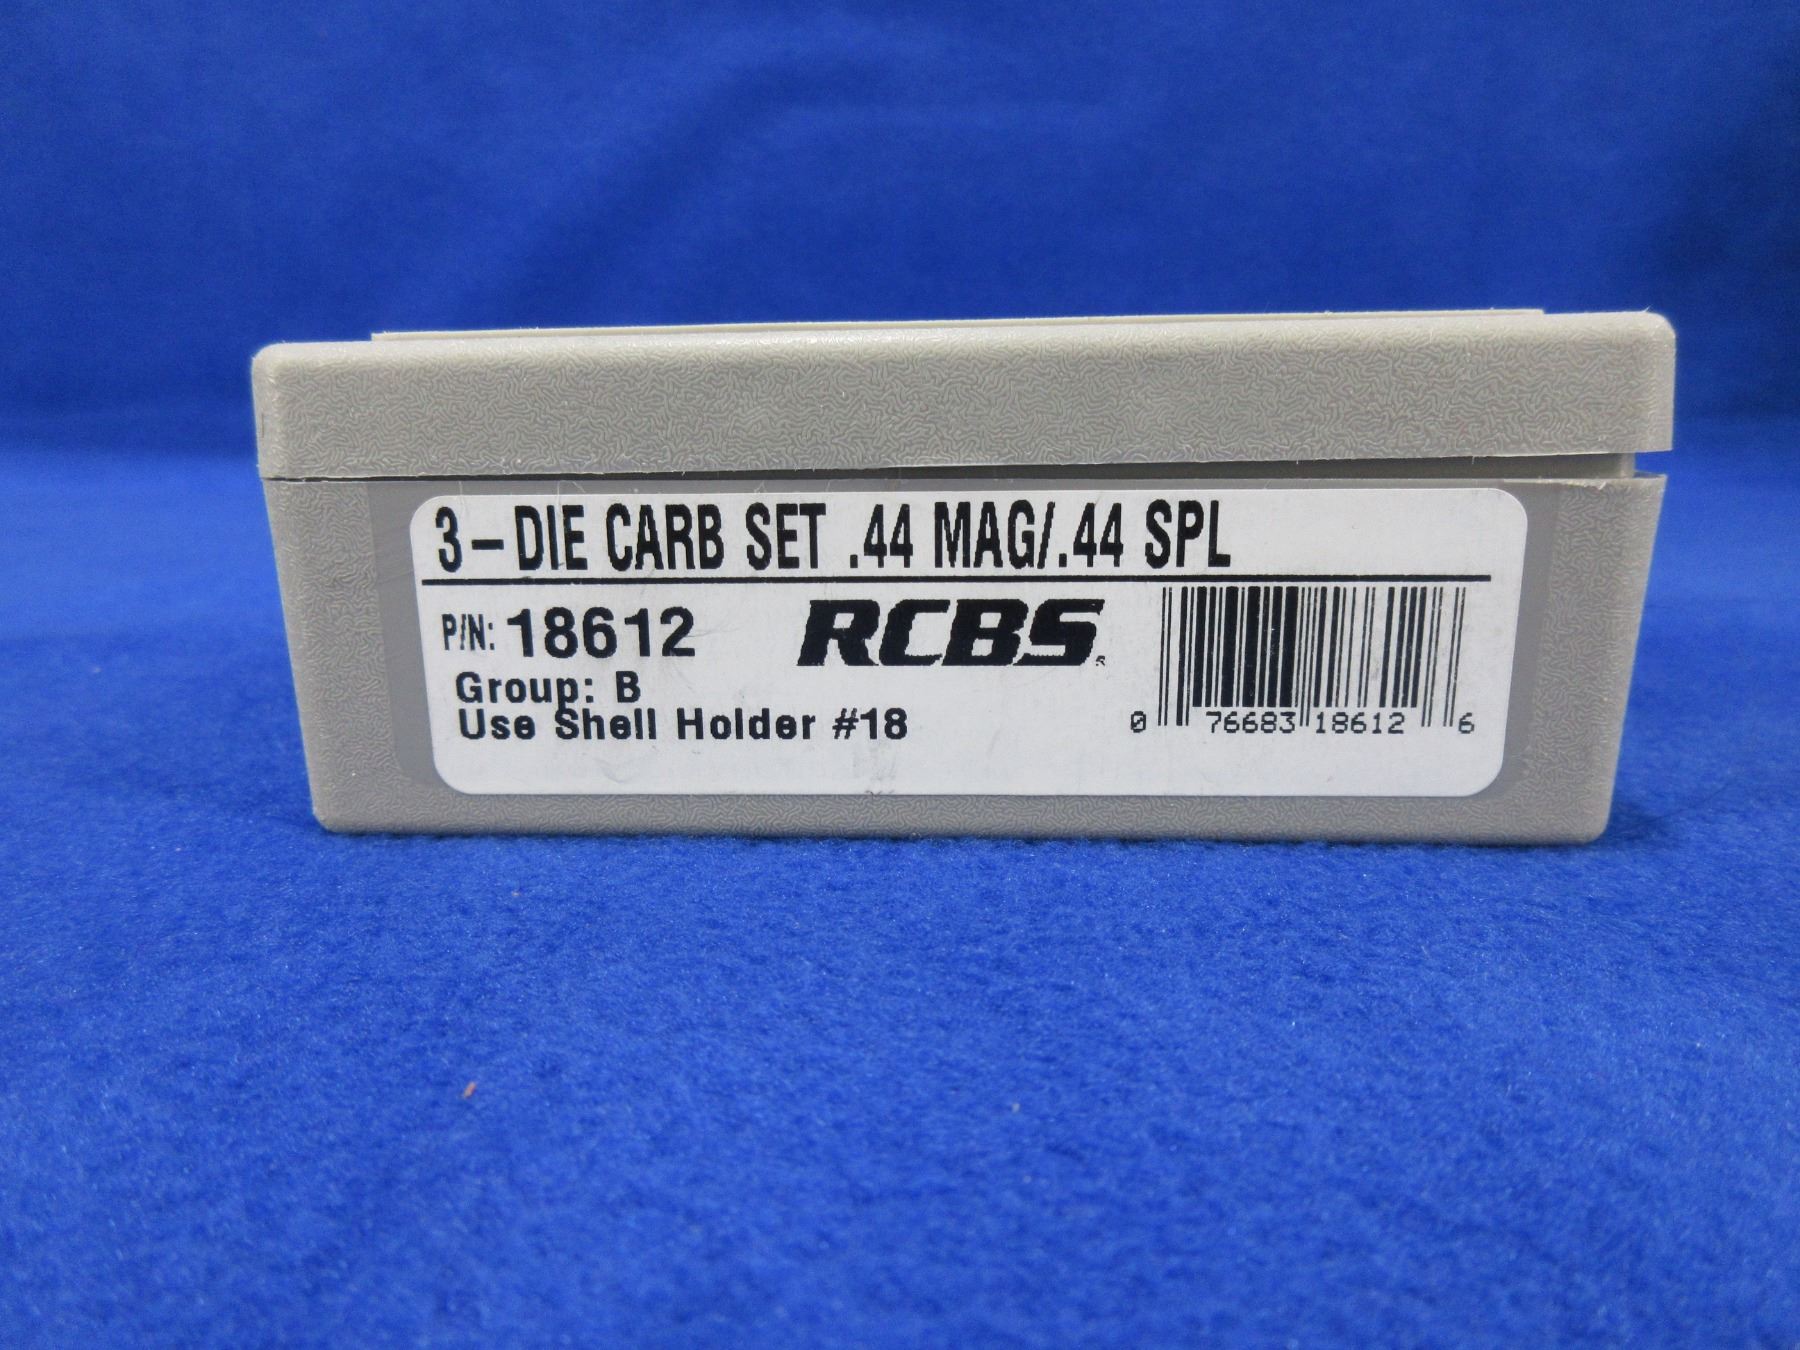 3-DIE CARB SET .44 MAG/.44 SPL
P/N: 18612
RCBS®
Group: B
Use Shell Holder #18
0 76683 18612 6